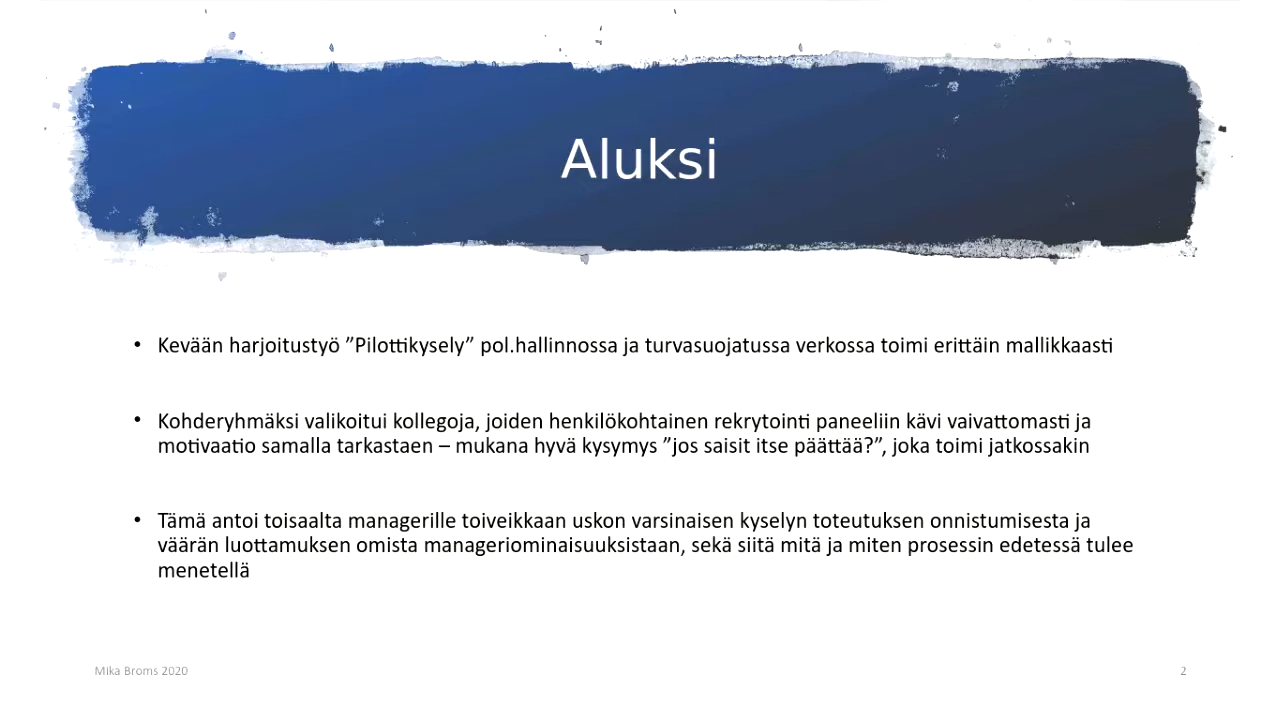 Aluksi
• Kevään harjoitustyö ”Pilottikysely” pol.hallinnossa ja turvasuojatussa verkossa toimi erittäin mallikkaasti
• Kohderyhmäksi valikoitui kollegoja, joiden henkilökohtainen rekrytointi paneeliin kävi vaivattomasti ja
motivaatio samalla tarkastaen – mukana hyvä kysymys ”jos saisit itse päättää?”, joka toimi jatkossakin
• Tämä antoi toisaalta managerille toiveikkaan uskon varsinaisen kyselyn toteutuksen onnistumisesta ja
väärän luottamuksen omista manageriominaisuuksistaan, sekä siitä mitä ja miten prosessin edetessä tulee
menetellä
MIka Broms 2020
2